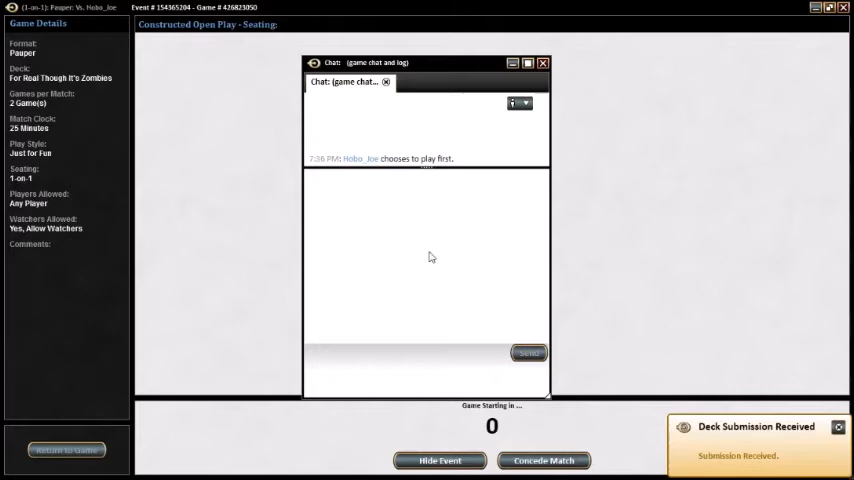 (1-on-1): Pauper: Vs. Hobo_Joe
Event # 154365204 - Game # 426823050
Game Details
Constructed Open Play - Seating:
Format:
Pauper
Deck:
For Real Though It's Zombies
Games per Match:
2 Game(s)
Match Clock:
25 Minutes
Play Style:
Just for Fun
Seating:
1-on-1
Players Allowed:
Any Player
Watchers Allowed:
Yes, Allow Watchers
Comments:
Return to Game
Chat: (game chat and log)
Chat: (game chat...
7:36 PM: Hobo_Joe chooses to play first.
Send
Game Starting in ...
0
Hide Event
Concede Match
Deck Submission Received
Submission Received.